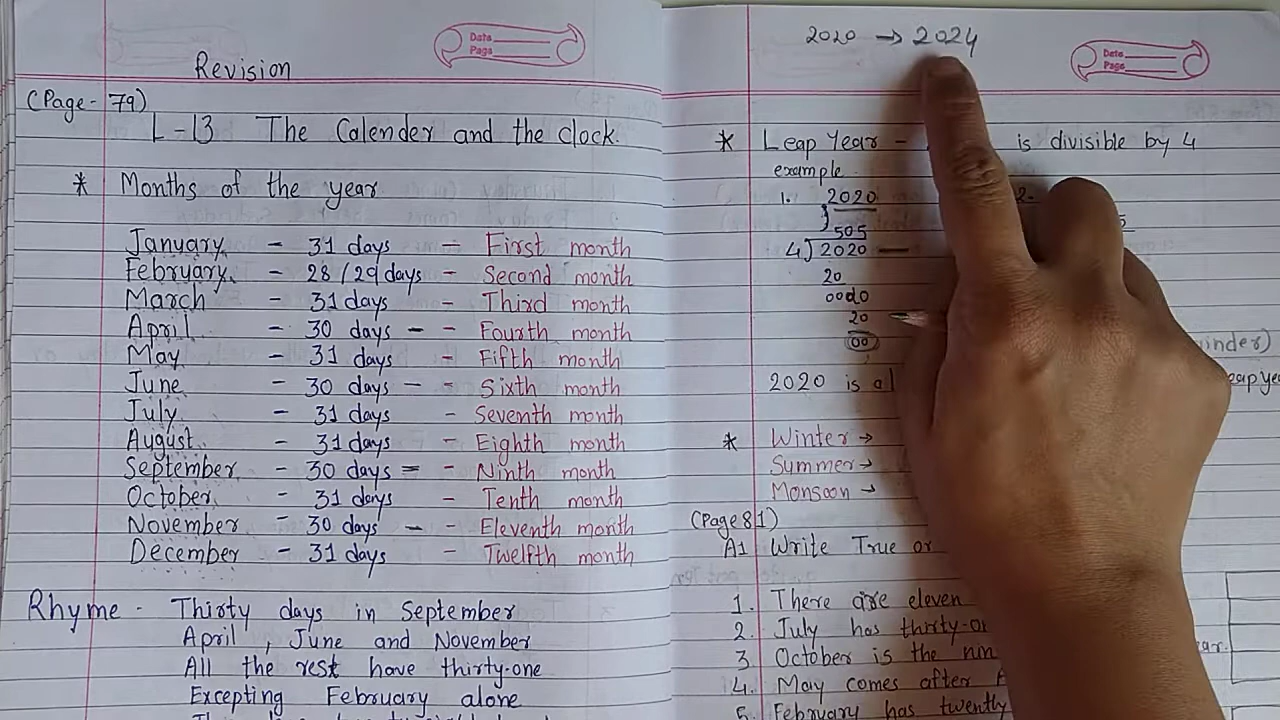 Date
Page
Revision
(Page - 79)
L-13 The Calender and the clock.
* Months of the year
January - 31 days - First month
February - 28 / 29 days - Second month
March - 31 days - Third month
April - 30 days - - Fourth month
May - 31 days - Fifth month
June - 30 days - - Sixth month
July - 31 days - Seventh month
August - 31 days - Eighth month
September - 30 days = - Ninth month
October - 31 days - Tenth month
November - 30 days - - Eleventh month
December - 31 days - Twelfth month
Rhyme - Thirty days in September
April, June and November
All the rest have thirty-one
Excepting February alone
2020 → 2024
Date
Page
* Leap Year - is divisible by 4
example
1. 2020 2.
505
4)2020
20
0020
20
00
2020 is
* Winter →
Summer →
Monsoon →
(Page 81)
A1 Write True or
1. There are eleven
2. July has
3. October is the
4. May comes after
5. February has twenty